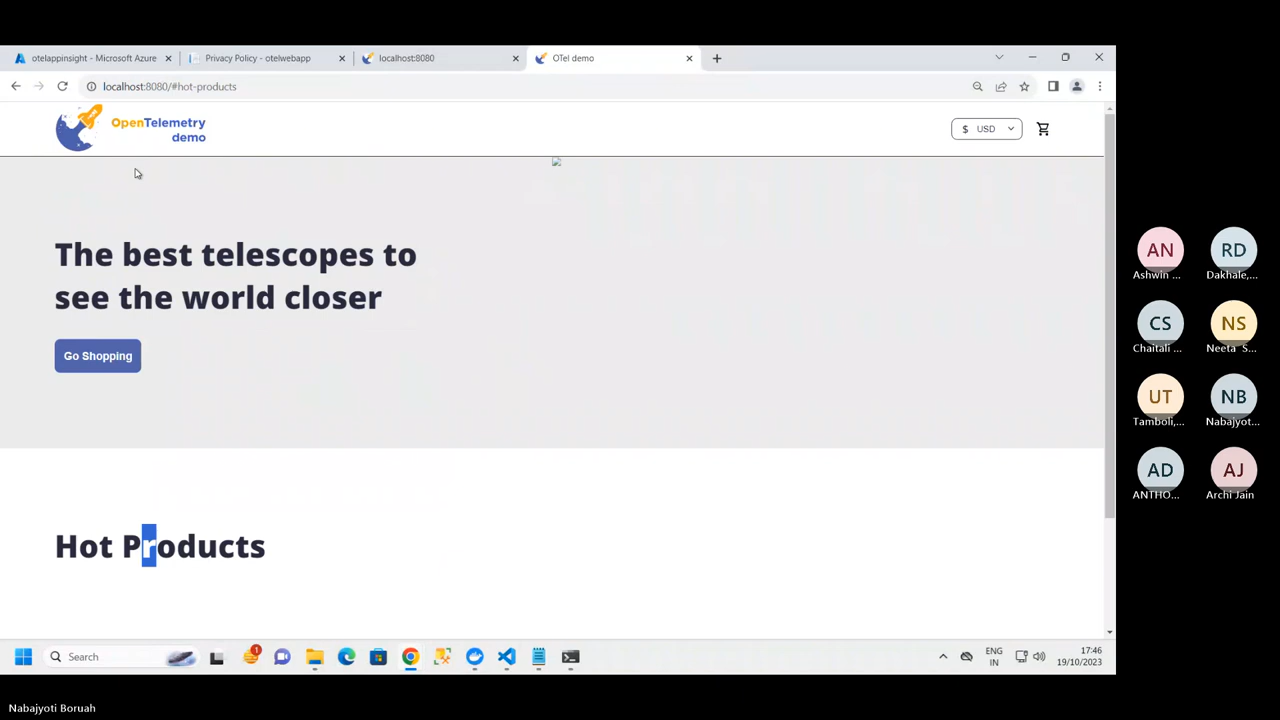 otelappinsight - Microsoft Azure
Privacy Policy - otelwebapp
localhost:8080
OTel demo
localhost:8080/#hot-products
OpenTelemetry
demo
$ USD
The best telescopes to
see the world closer
Go Shopping
Hot Products
AN
RD
Ashwin ...
Dakhale,...
CS
NS
Chaitali ...
Neeta S...
UT
NB
Tamboli,...
Nabajyot...
AD
AJ
ANTHO...
Archi Jain
Search
1
ENG
IN
17:46
19/10/2023
Nabajyoti Boruah